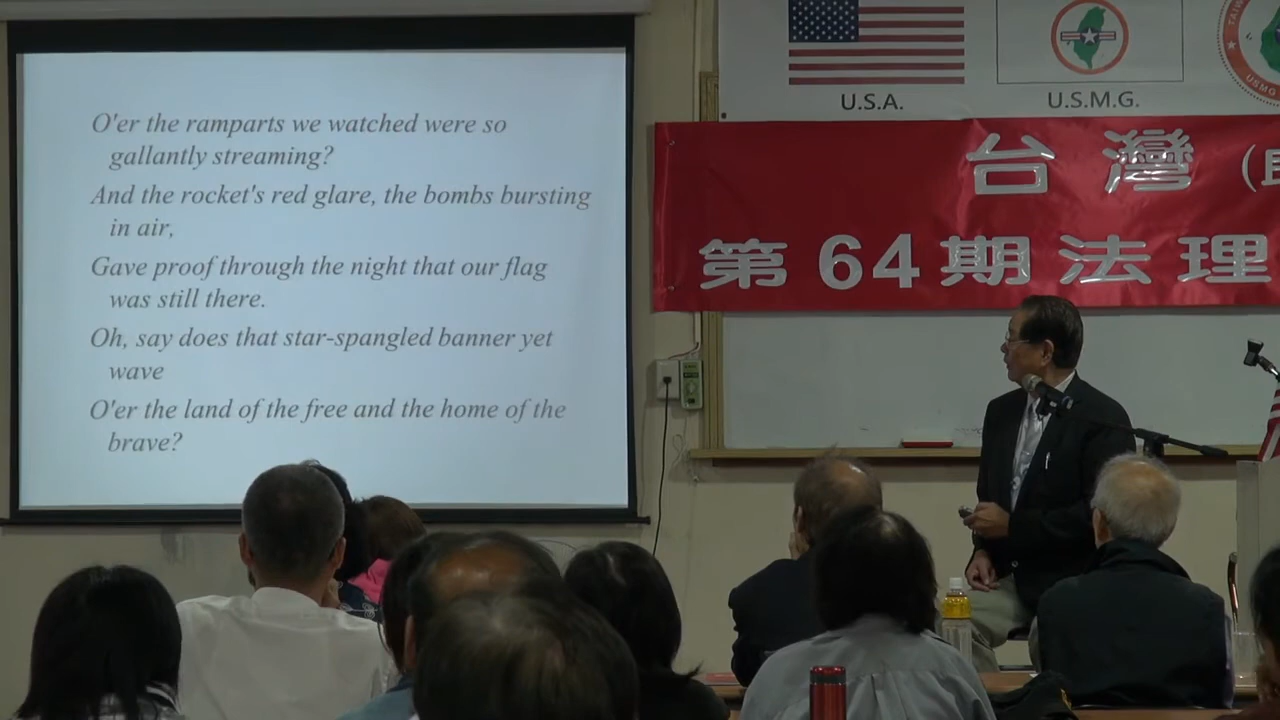 O'er the ramparts we watched were so
gallantly streaming?
And the rocket's red glare, the bombs bursting
in air,
Gave proof through the night that our flag
was still there.
Oh, say does that star-spangled banner yet
wave
O'er the land of the free and the home of the
brave?
U.S.A.
U.S.M.G.
台灣
第64期法理